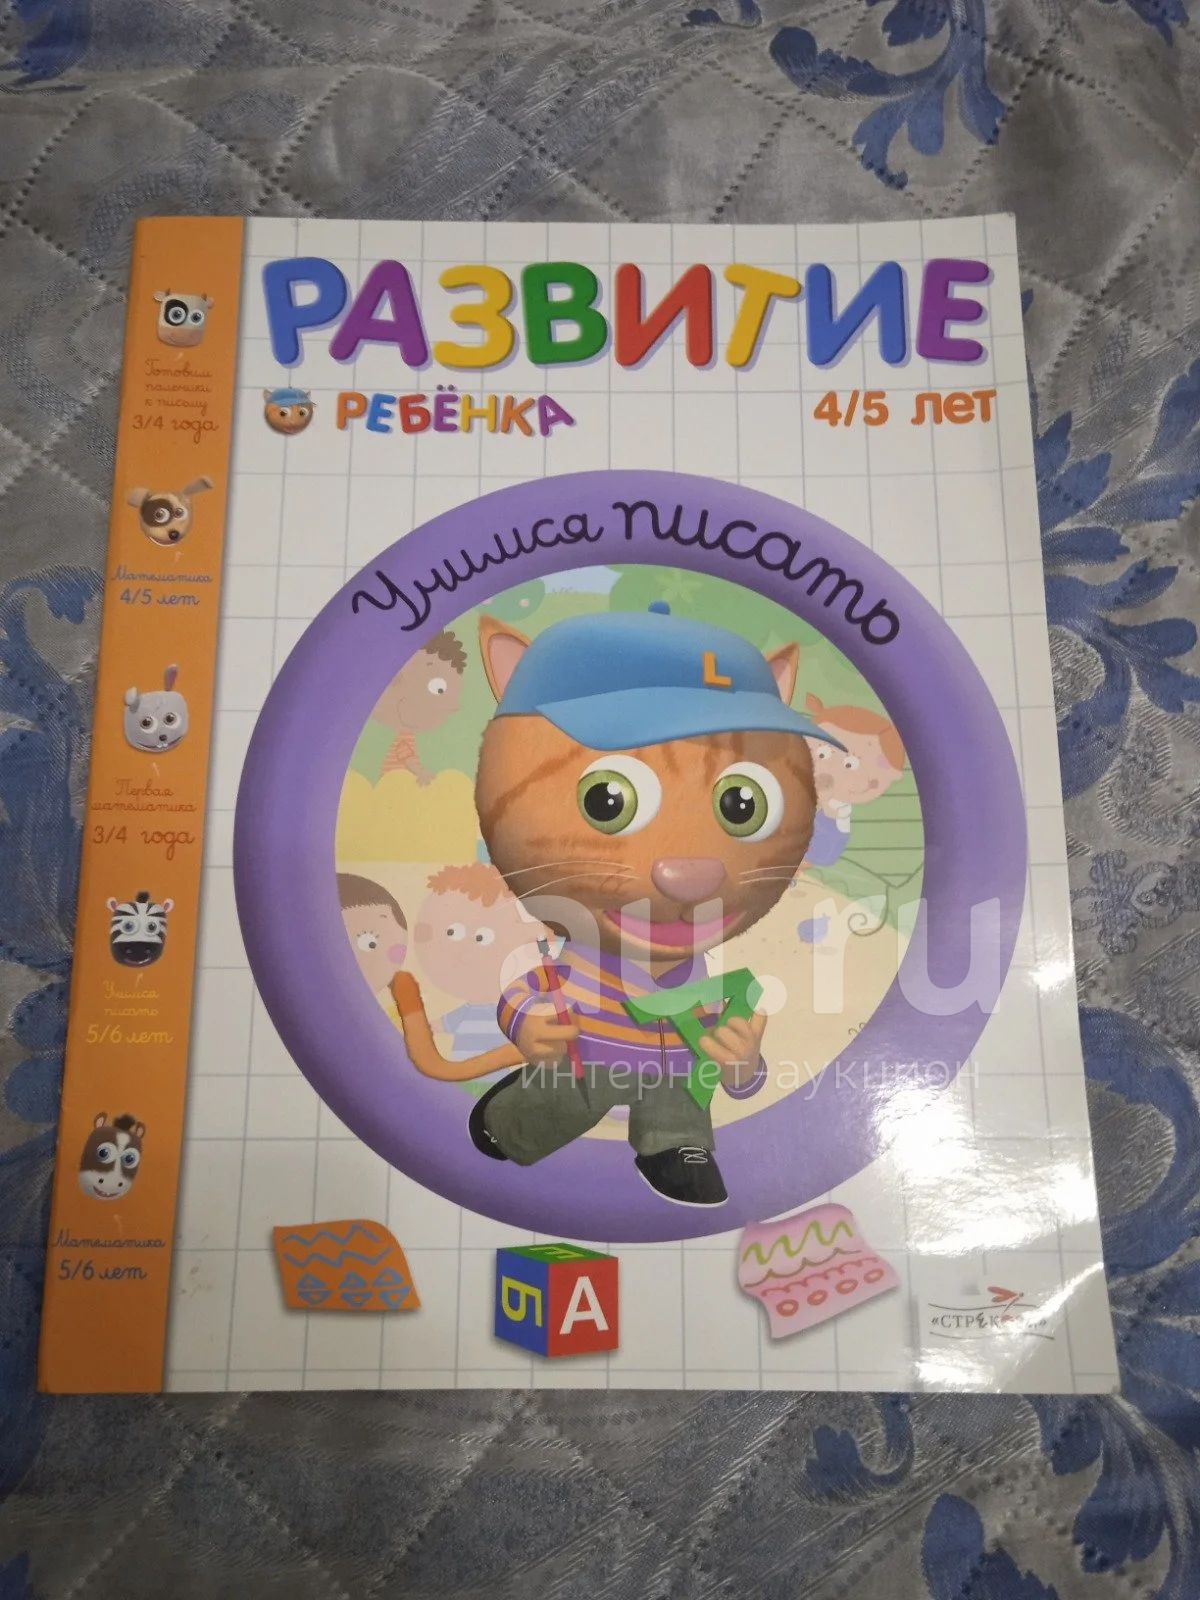 РАЗВИТИЕ
РЕБЁНКА
4/5 лет
Учимся писать
Готовим
пальчики
к письму
3/4 года
Математика
4/5 лет
Первая
математика
3/4 года
Учимся
писать
5/6 лет
Математика
5/6 лет
L
au.ru
интернет-аукцион
Е
Б
А
«СТРЕКОЗА»